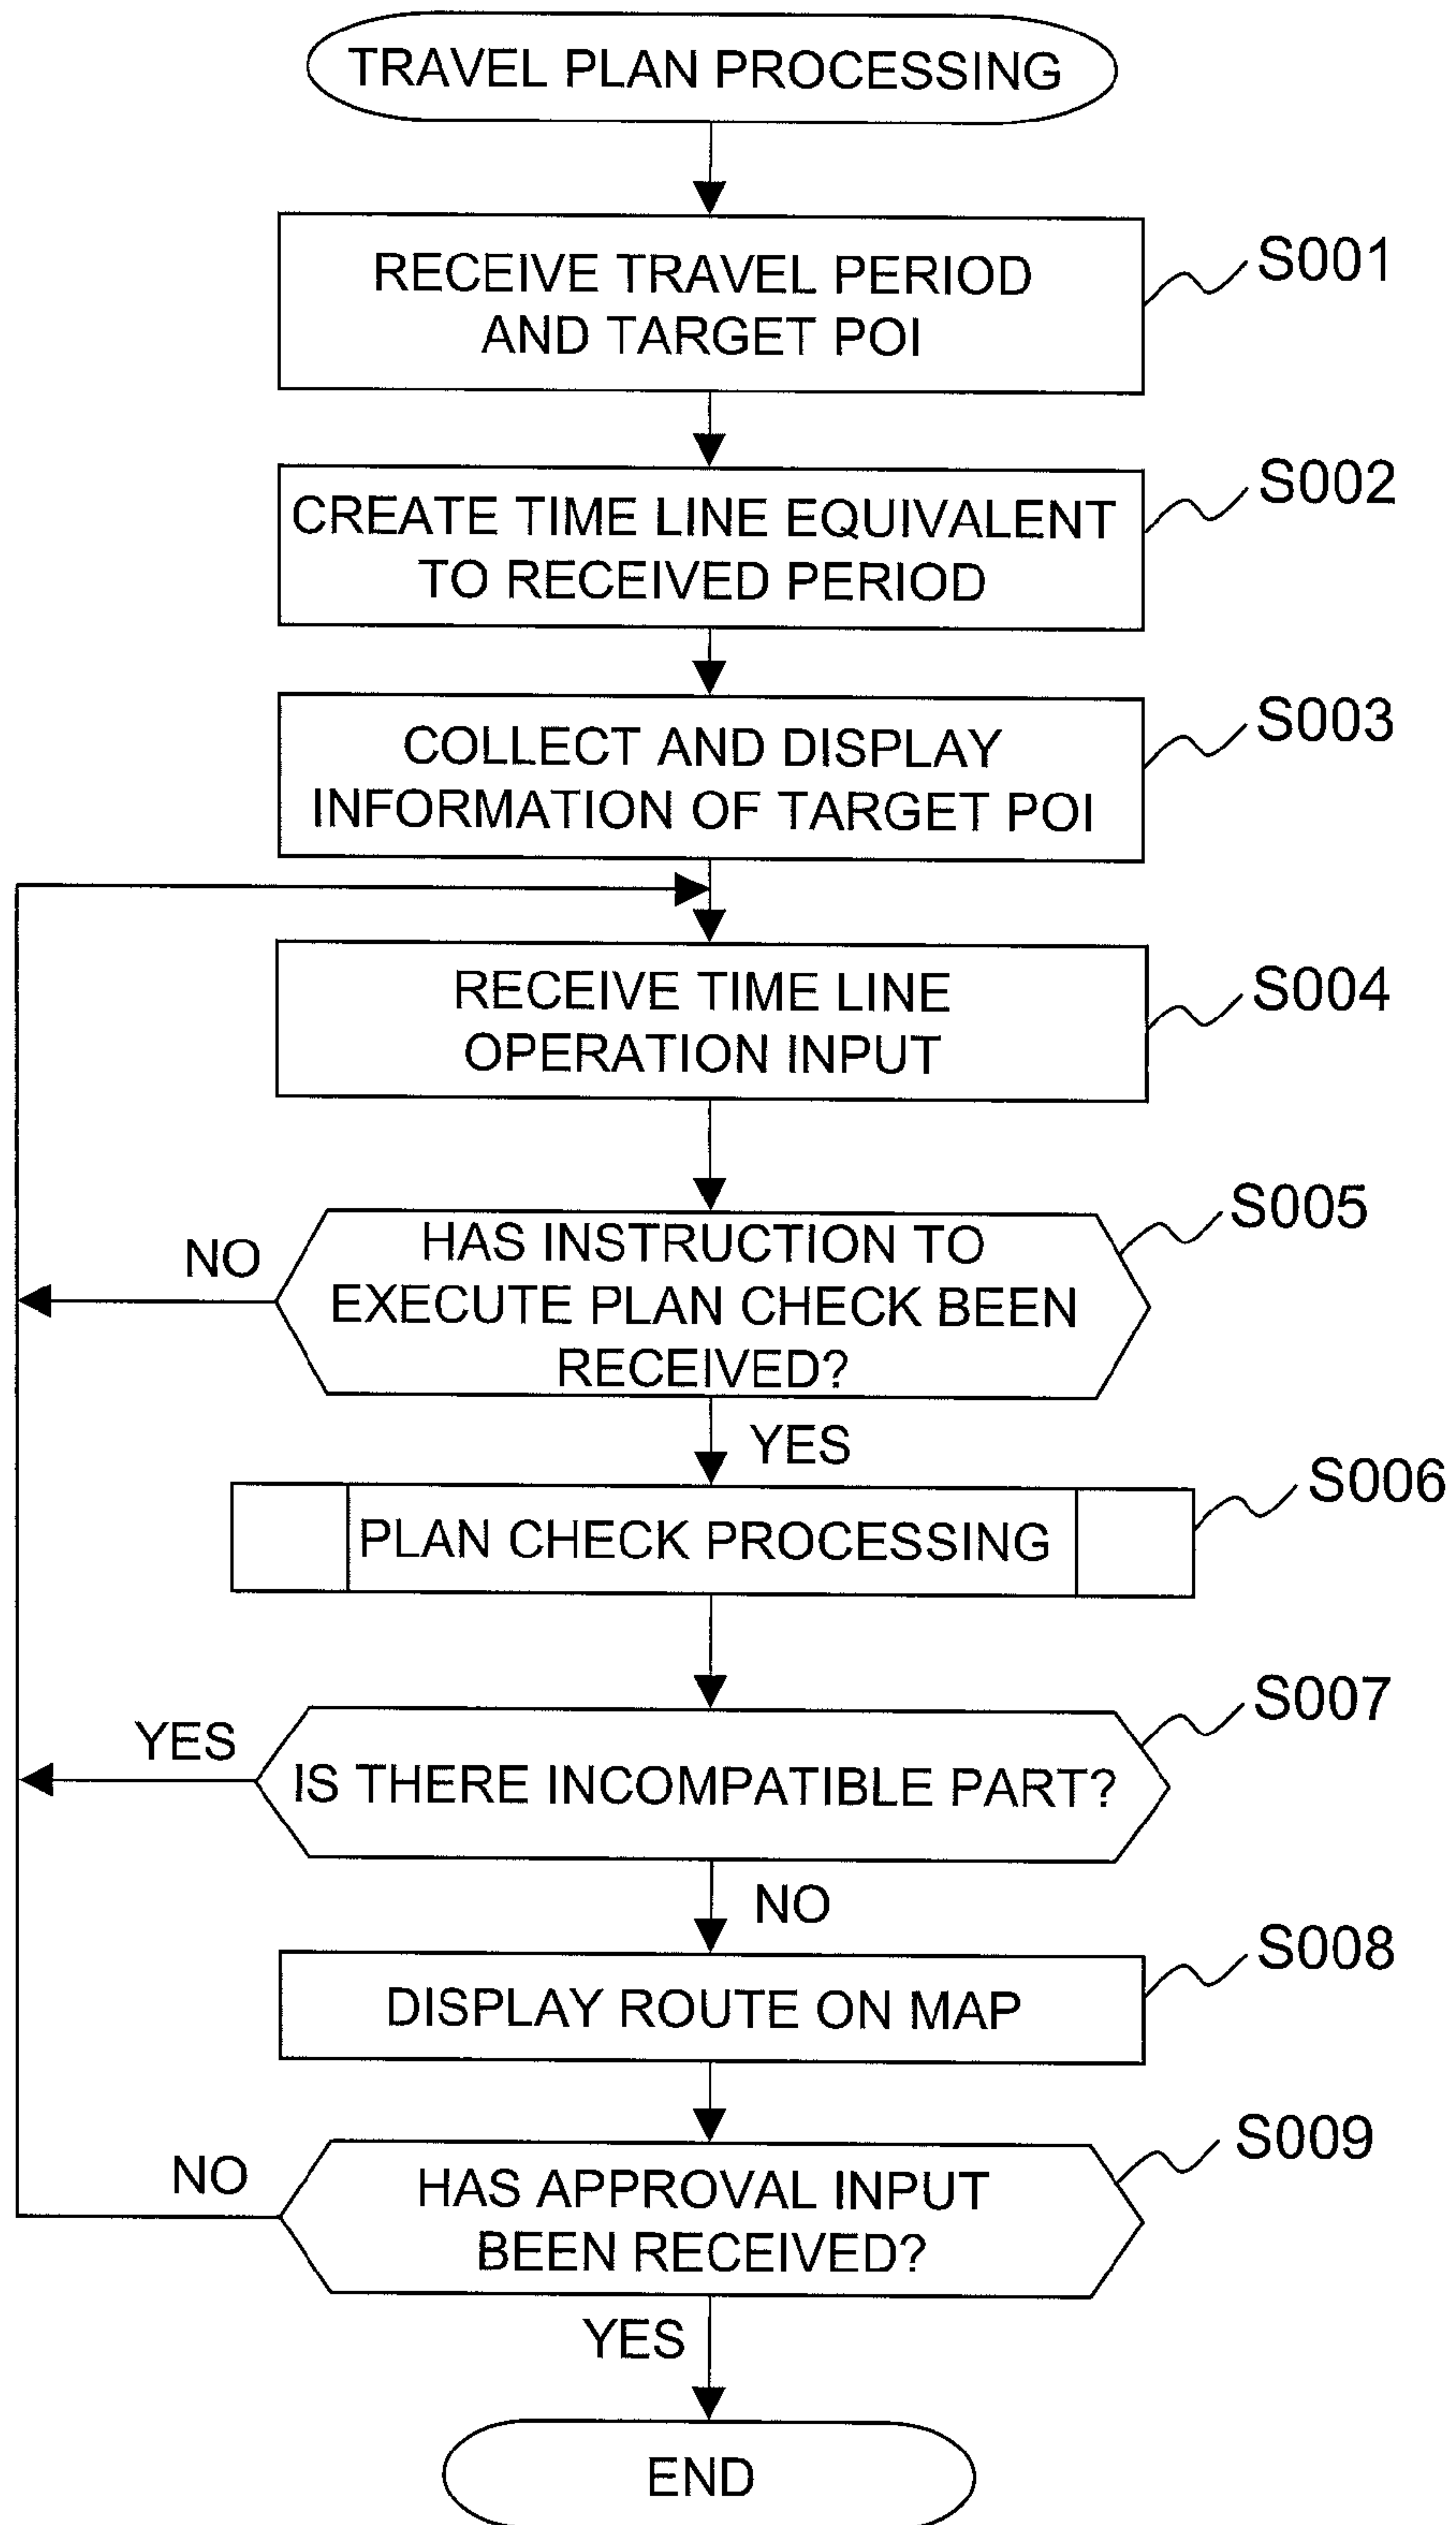 TRAVEL PLAN PROCESSING
RECEIVE TRAVEL PERIOD
AND TARGET POI
S001
CREATE TIME LINE EQUIVALENT
TO RECEIVED PERIOD
S002
COLLECT AND DISPLAY
INFORMATION OF TARGET POI
S003
RECEIVE TIME LINE
OPERATION INPUT
S004
HAS INSTRUCTION TO
EXECUTE PLAN CHECK BEEN
RECEIVED?
S005
NO
YES
PLAN CHECK PROCESSING
S006
IS THERE INCOMPATIBLE PART?
S007
YES
NO
DISPLAY ROUTE ON MAP
S008
HAS APPROVAL INPUT
BEEN RECEIVED?
S009
NO
YES
END